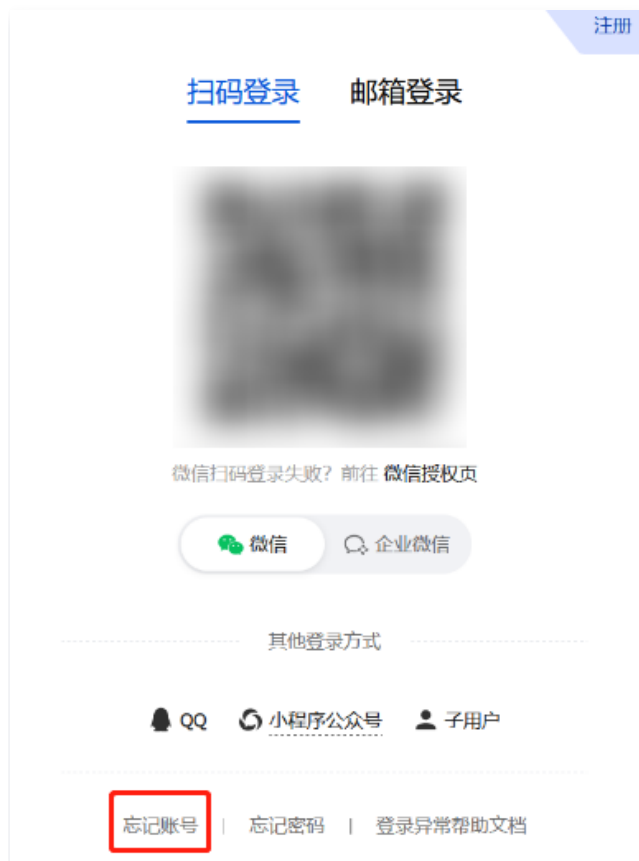 注册
扫码登录 邮箱登录
微信扫码登录失败？前往 微信授权页
微信 企业微信
其他登录方式
QQ 小程序公众号 子用户
忘记账号 | 忘记密码 | 登录异常帮助文档